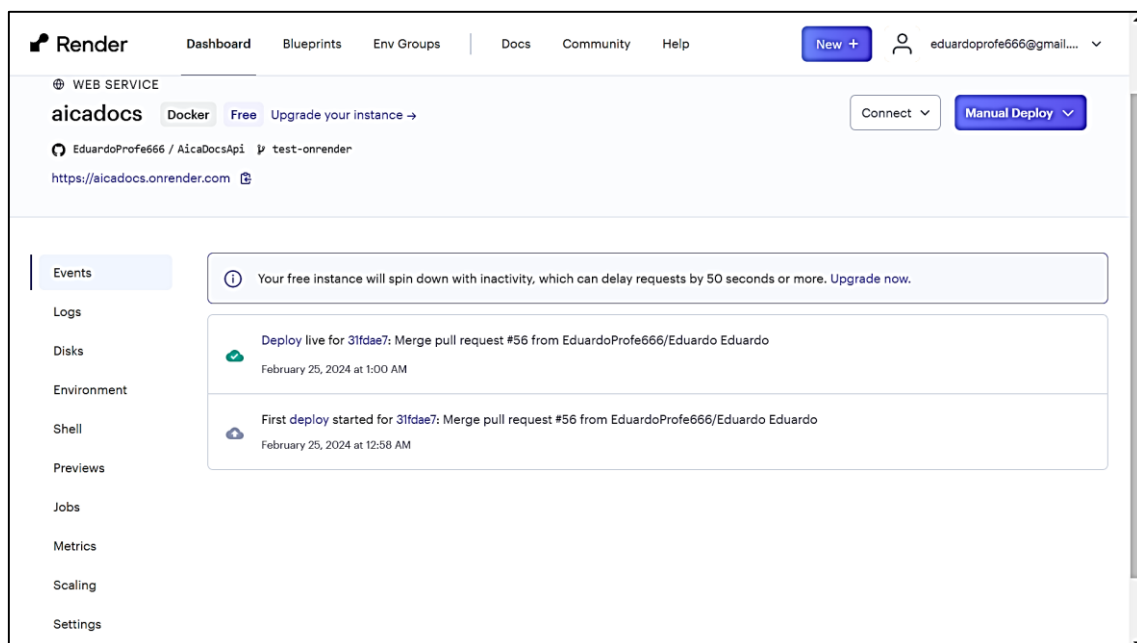 Render Dashboard Blueprints Env Groups Docs Community Help New + eduardoprofe666@gmail....
WEB SERVICE
aicadocs Docker Free Upgrade your instance → Connect Manual Deploy
EduardoProfe666 / AicaDocsApi test-onrender
https://aicadocs.onrender.com
Events
Logs
Disks
Environment
Shell
Previews
Jobs
Metrics
Scaling
Settings
Your free instance will spin down with inactivity, which can delay requests by 50 seconds or more. Upgrade now.
Deploy live for 31fdae7: Merge pull request #56 from EduardoProfe666/Eduardo Eduardo
February 25, 2024 at 1:00 AM
First deploy started for 31fdae7: Merge pull request #56 from EduardoProfe666/Eduardo Eduardo
February 25, 2024 at 12:58 AM